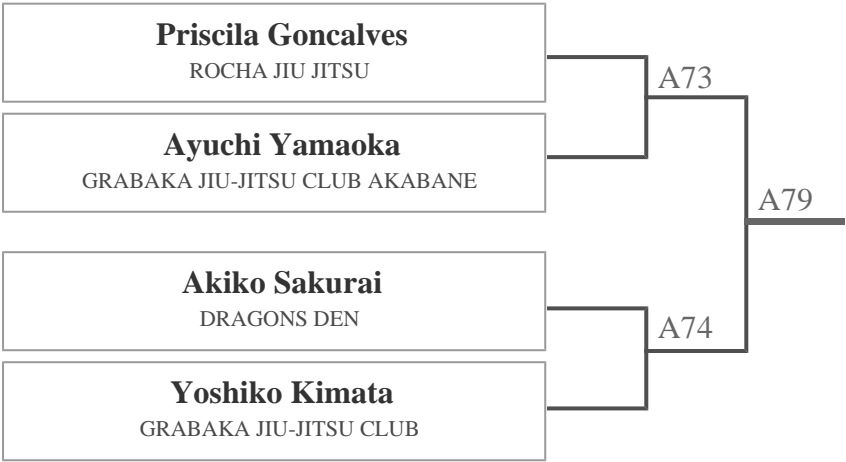 Priscila Goncalves
ROCHA JIU JITSU
A73
Ayuchi Yamaoka
GRABAKA JIU-JITSU CLUB AKABANE
A79
Akiko Sakurai
DRAGONS DEN
A74
Yoshiko Kimata
GRABAKA JIU-JITSU CLUB